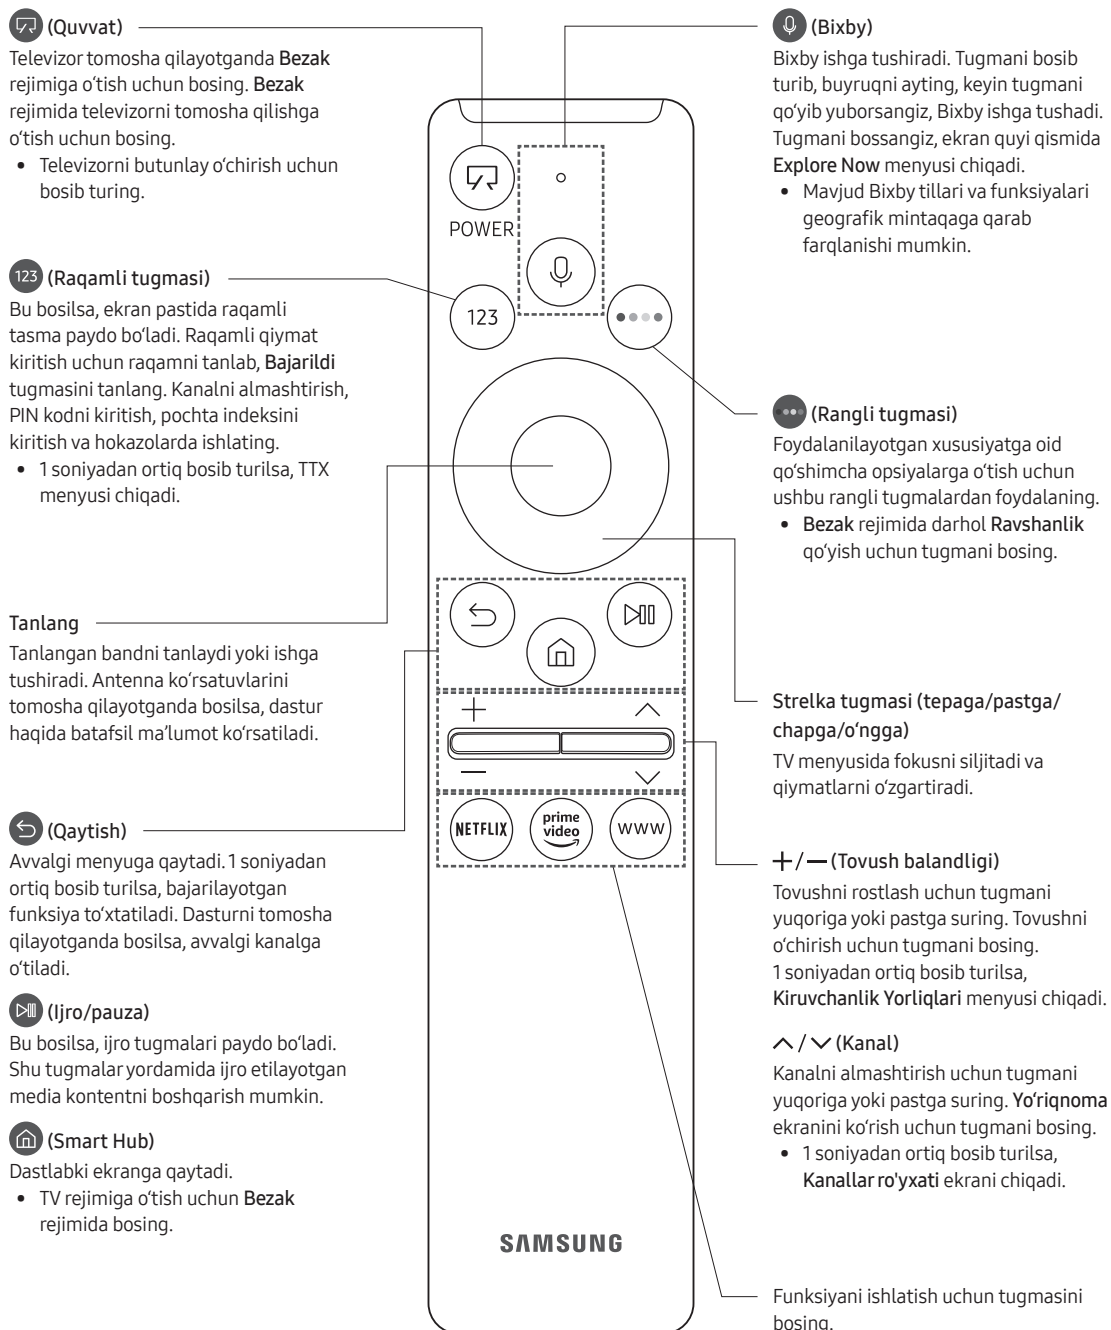 (Quvvat)
Televizor tomosha qilayotganda Bezak
rejimiga o‘tish uchun bosing. Bezak
rejimida televizorni tomosha qilishga
o‘tish uchun bosing.
• Televizorni butunlay o‘chirish uchun
bosib turing.
123 (Raqamli tugmasi)
Bu bosilsa, ekran pastida raqamli
tasma paydo bo‘ladi. Raqamli qiymat
kiritish uchun raqamni tanlab, Bajarildi
tugmasini tanlang. Kanalni almashtirish,
PIN kodni kiritish, pochta indeksini
kiritish va hokazolarda ishlating.
• 1 soniyadan ortiq bosib turilsa, TTX
menyusi chiqadi.
Tanlang
Tanlangan bandni tanlaydi yoki ishga
tushiradi. Antenna ko‘rsatuvlarini
tomosha qilayotganda bosilsa, dastur
haqida batafsil ma’lumot ko‘rsatiladi.
(Qaytish)
Avvalgi menyuga qaytadi. 1 soniyadan
ortiq bosib turilsa, bajarilayotgan
funksiya to‘xtatiladi. Dasturni tomosha
qilayotganda bosilsa, avvalgi kanalga
o‘tiladi.
(Ijro/pauza)
Bu bosilsa, ijro tugmalari paydo bo‘ladi.
Shu tugmalar yordamida ijro etilayotgan
media kontentni boshqarish mumkin.
(Smart Hub)
Dastlabki ekranga qaytadi.
• TV rejimiga o‘tish uchun Bezak
rejimida bosing.
POWER
123
NETFLIX
prime
video
WWW
SAMSUNG
(Bixby)
Bixby ishga tushiradi. Tugmani bosib
turib, buyruqni ayting, keyin tugmani
qo‘yib yuborsangiz, Bixby ishga tushadi.
Tugmani bossangiz, ekran quyi qismida
Explore Now menyusi chiqadi.
• Mavjud Bixby tillari va funksiyalari
geografik mintaqaga qarab
farqlanishi mumkin.
(Rangli tugmasi)
Foydalanilayotgan xususiyatga oid
qo‘shimcha opsiyalarga o‘tish uchun
ushbu rangli tugmalardan foydalaning.
• Bezak rejimida darhol Ravshanlik
qo‘yish uchun tugmani bosing.
Strelka tugmasi (tepaga/pastga/
chapga/o‘ngga)
TV menyusida fokusni siljitadi va
qiymatlarni o‘zgartiradi.
+/— (Tovush balandligi)
Tovushni rostlash uchun tugmani
yuqoriga yoki pastga suring. Tovushni
o‘chirish uchun tugmani bosing.
1 soniyadan ortiq bosib turilsa,
Kiruvchanlik Yorliqlari menyusi chiqadi.
/ (Kanal)
Kanalni almashtirish uchun tugmani
yuqoriga yoki pastga suring. Yo‘riqnoma
ekranini ko‘rish uchun tugmani bosing.
• 1 soniyadan ortiq bosib turilsa,
Kanallar ro'yxati ekrani chiqadi.
Funksiyani ishlatish uchun tugmasini
bosing.